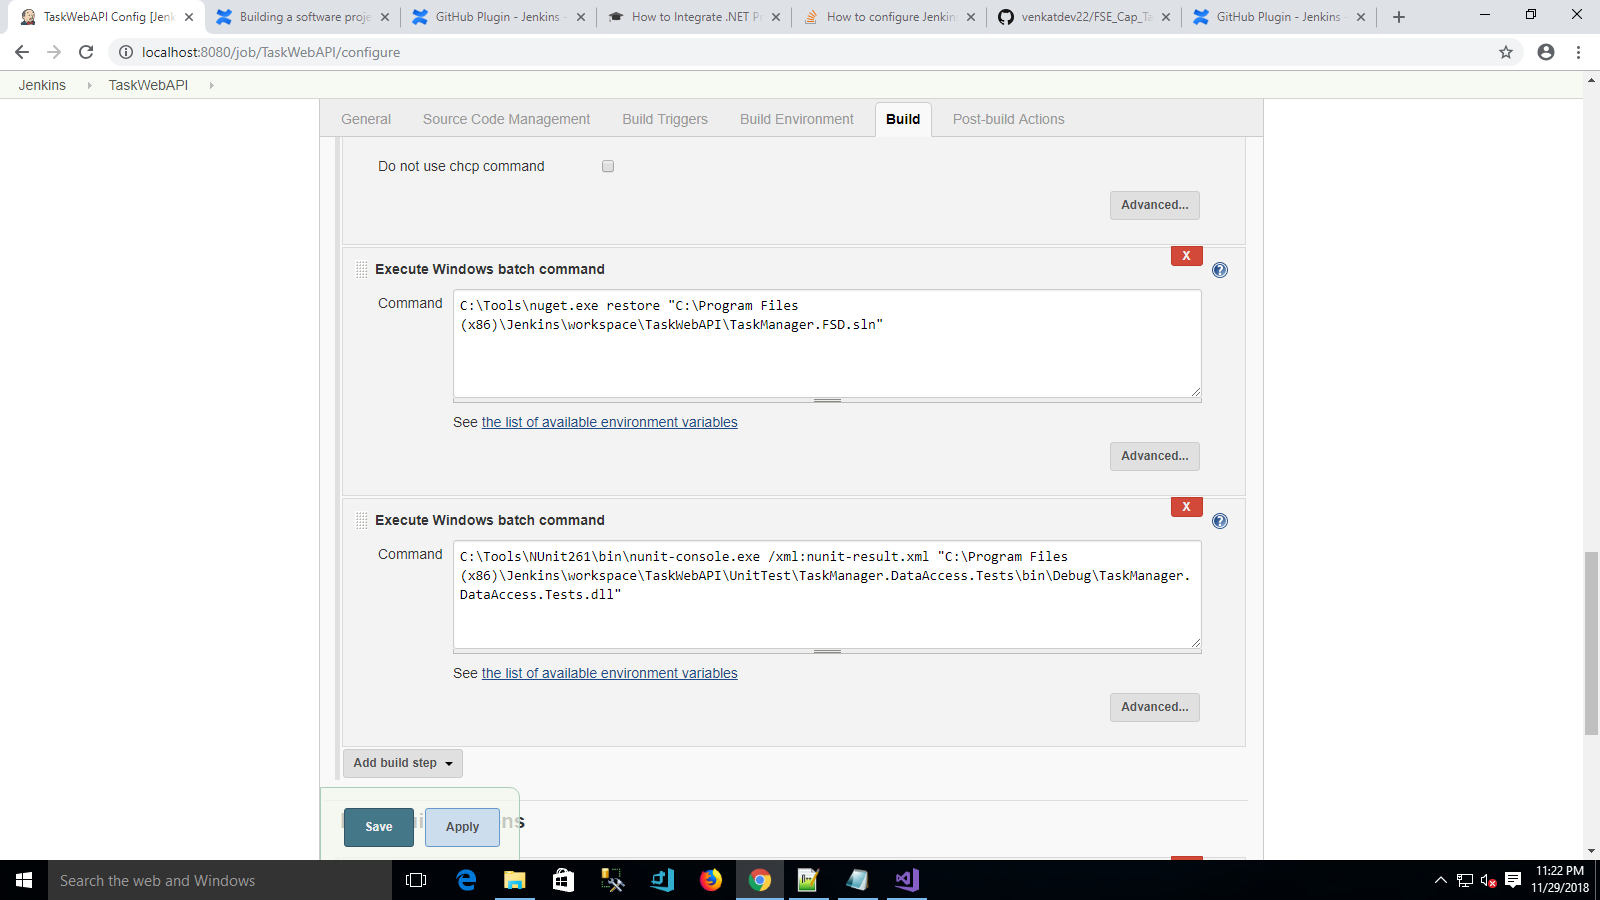 TaskWebAPI Config [Jenk
Building a software proje
GitHub Plugin - Jenkins -
How to Integrate .NET Pr
How to configure Jenkins
venkatdev22/FSE_Cap_Ta
GitHub Plugin - Jenkins -
localhost:8080/job/TaskWebAPI/configure
Jenkins
TaskWebAPI
General
Source Code Management
Build Triggers
Build Environment
Build
Post-build Actions
Do not use chcp command
Advanced...
X
Execute Windows batch command
Command
C:\Tools\nuget.exe restore "C:\Program Files
(x86)\Jenkins\workspace\TaskWebAPI\TaskManager.FSD.sln"
See the list of available environment variables
Advanced...
X
Execute Windows batch command
Command
C:\Tools\NUnit261\bin\nunit-console.exe /xml:nunit-result.xml "C:\Program Files
(x86)\Jenkins\workspace\TaskWebAPI\UnitTest\TaskManager.DataAccess.Tests\bin\Debug\TaskManager.
DataAccess.Tests.dll"
See the list of available environment variables
Advanced...
Add build step
Save
Apply
Search the web and Windows
11:22 PM
11/29/2018